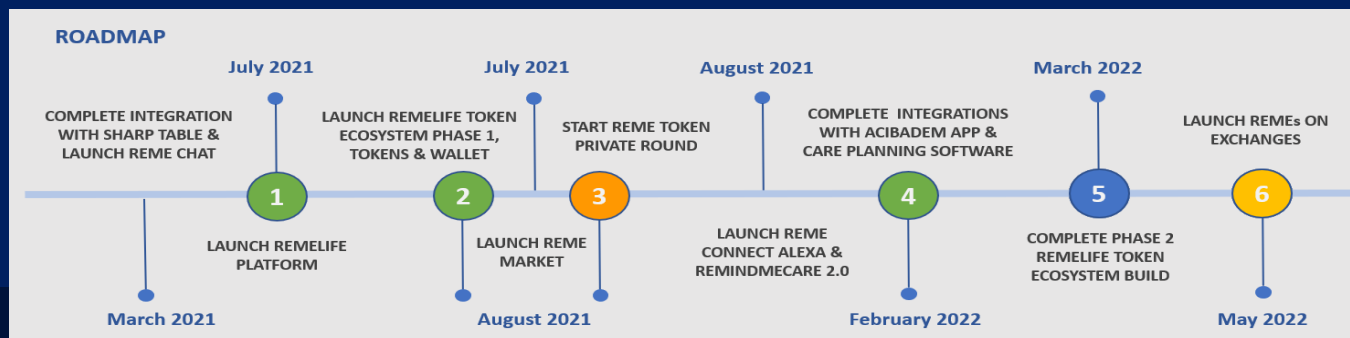 ROADMAP
July 2021
July 2021
August 2021
March 2022
COMPLETE INTEGRATION
WITH SHARP TABLE &
LAUNCH REME CHAT
LAUNCH REMELIFE TOKEN
ECOSYSTEM PHASE 1,
TOKENS & WALLET
START REME TOKEN
PRIVATE ROUND
COMPLETE INTEGRATIONS
WITH ACIBADEM APP &
CARE PLANNING SOFTWARE
LAUNCH REMEs ON
EXCHANGES
1
2
3
4
5
6
LAUNCH REMELIFE
PLATFORM
LAUNCH REME
MARKET
LAUNCH REME
CONNECT ALEXA &
REMINDMECARE 2.0
COMPLETE PHASE 2
REMELIFE TOKEN
ECOSYSTEM BUILD
March 2021
August 2021
February 2022
May 2022